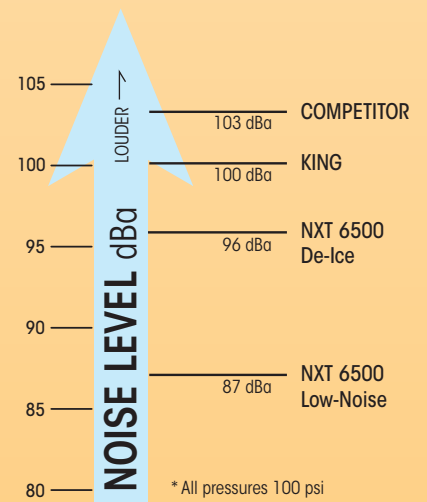 105
100
95
90
85
80
LOUDER
NOISE LEVEL dBa
103 dBa
COMPETITOR
100 dBa
KING
96 dBa
NXT 6500
De-Ice
87 dBa
NXT 6500
Low-Noise
* All pressures 100 psi